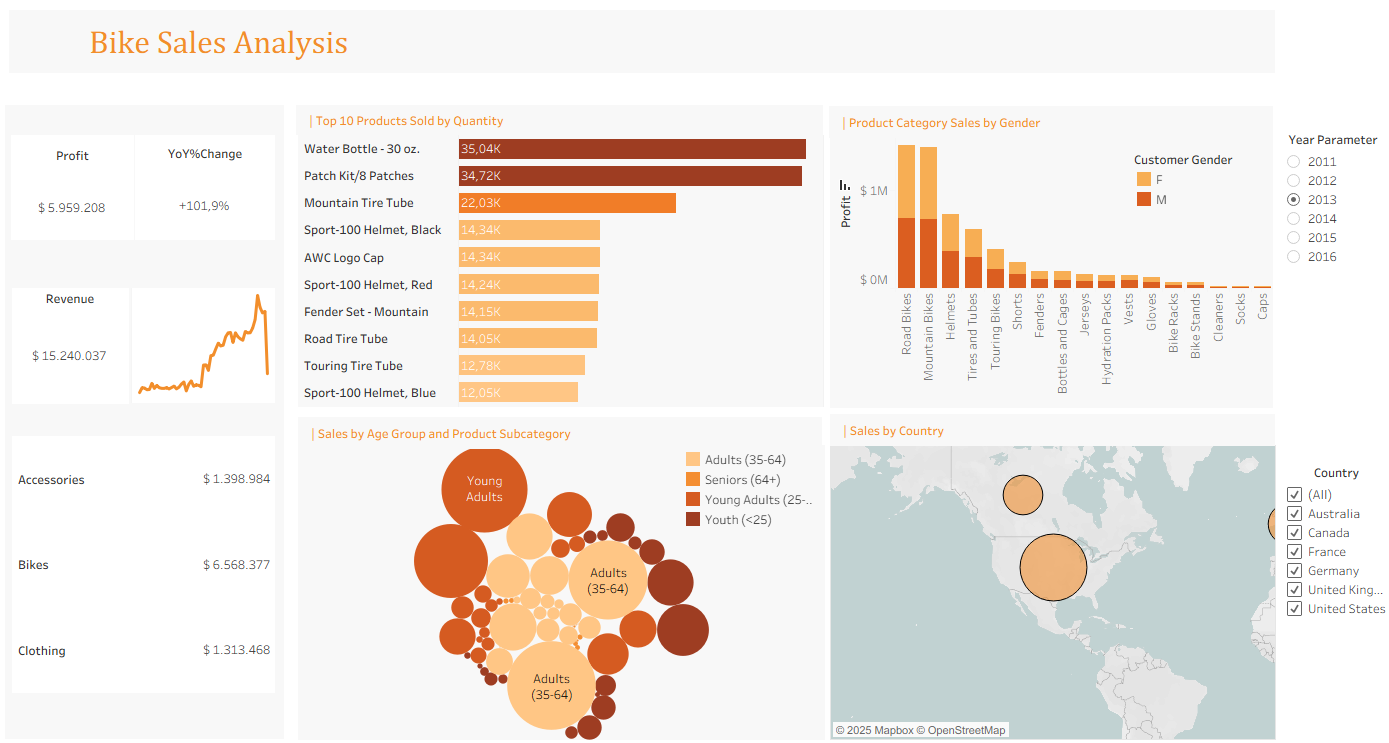 Bike Sales Analysis
Profit
YoY%Change
$ 5.959.208
+101,9%
Revenue
$ 15.240.037
Accessories
$ 1.398.984
Bikes
$ 6.568.377
Clothing
$ 1.313.468
| Top 10 Products Sold by Quantity
Water Bottle - 30 oz.
35,04K
Patch Kit/8 Patches
34,72K
Mountain Tire Tube
22,03K
Sport-100 Helmet, Black
14,34K
AWC Logo Cap
14,34K
Sport-100 Helmet, Red
14,24K
Fender Set - Mountain
14,15K
Road Tire Tube
14,05K
Touring Tire Tube
12,78K
Sport-100 Helmet, Blue
12,05K
| Product Category Sales by Gender
Customer Gender
F
M
Profit
$ 1M
$ 0M
Road Bikes
Mountain Bikes
Helmets
Tires and Tubes
Touring Bikes
Shorts
Fenders
Bottles and Cages
Jerseys
Hydration Packs
Vests
Gloves
Bike Racks
Bike Stands
Cleaners
Socks
Caps
Year Parameter
2011
2012
2013
2014
2015
2016
| Sales by Age Group and Product Subcategory
Adults (35-64)
Seniors (64+)
Young Adults (25-..
Youth (<25)
Young
Adults
Adults
(35-64)
Adults
(35-64)
| Sales by Country
© 2025 Mapbox © OpenStreetMap
Country
(All)
Australia
Canada
France
Germany
United King...
United States